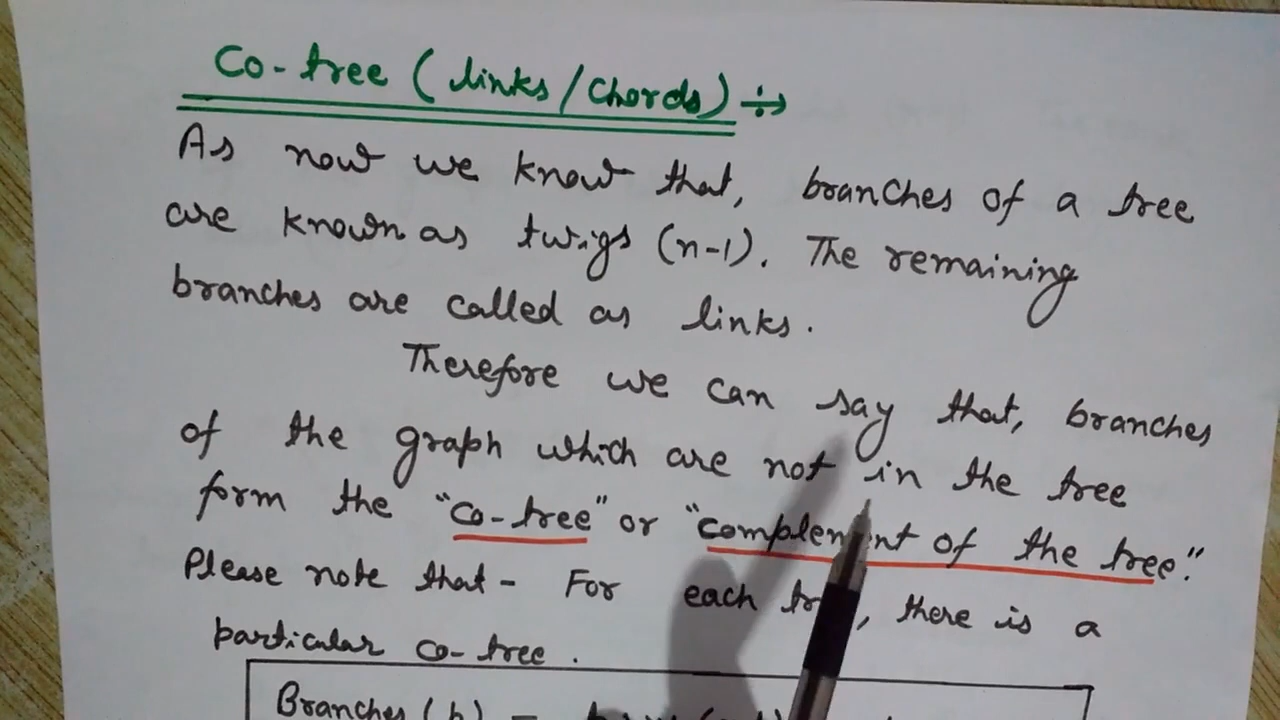 Co-tree (links/Chords) ÷→
As now we know that, branches of a tree
are known as twigs (n-1). The remaining
branches are called as links.
Therefore we can say that, branches
of the graph which are not in the tree
form the "co-tree" or "complement of the tree."
Please note that - For each tree, there is a
particular co-tree.
Branches (b) =